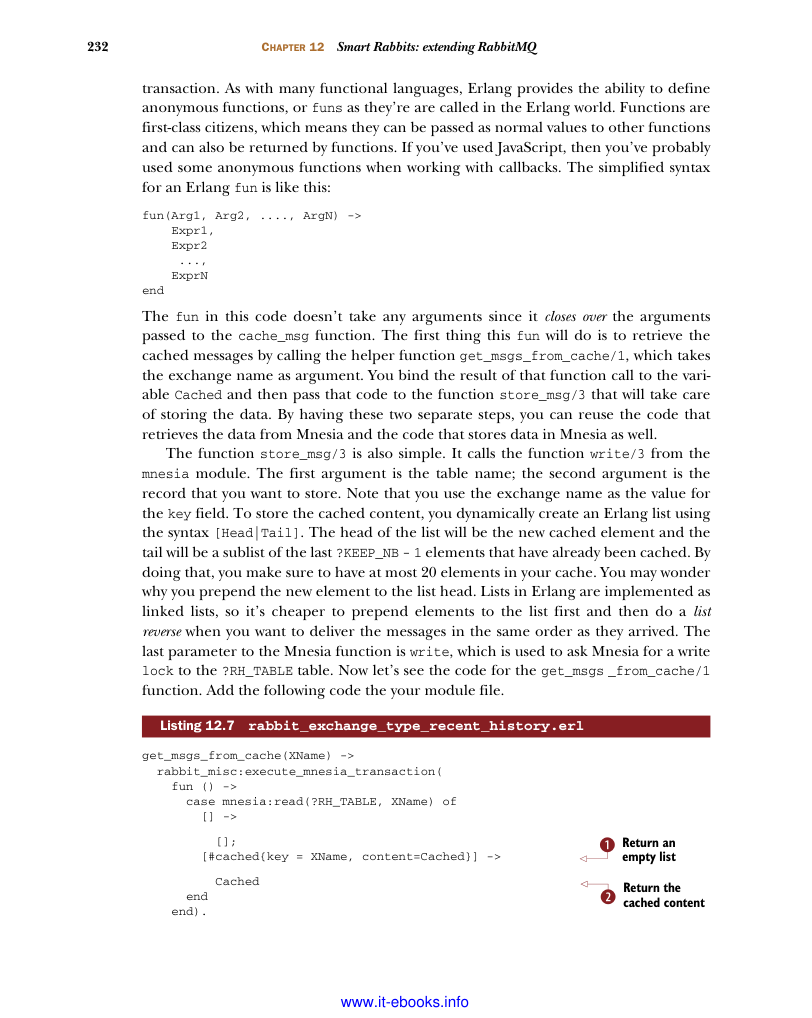 232
CHAPTER 12 Smart Rabbits: extending RabbitMQ
transaction. As with many functional languages, Erlang provides the ability to define
anonymous functions, or funs as they're are called in the Erlang world. Functions are
first-class citizens, which means they can be passed as normal values to other functions
and can also be returned by functions. If you've used JavaScript, then you've probably
used some anonymous functions when working with callbacks. The simplified syntax
for an Erlang fun is like this:
fun(Arg1, Arg2, ...., ArgN) ->
    Expr1,
    Expr2
     ...,
    ExprN
end
The fun in this code doesn't take any arguments since it closes over the arguments
passed to the cache_msg function. The first thing this fun will do is to retrieve the
cached messages by calling the helper function get_msgs_from_cache/1, which takes
the exchange name as argument. You bind the result of that function call to the vari-
able Cached and then pass that code to the function store_msg/3 that will take care
of storing the data. By having these two separate steps, you can reuse the code that
retrieves the data from Mnesia and the code that stores data in Mnesia as well.
The function store_msg/3 is also simple. It calls the function write/3 from the
mnesia module. The first argument is the table name; the second argument is the
record that you want to store. Note that you use the exchange name as the value for
the key field. To store the cached content, you dynamically create an Erlang list using
the syntax [Head|Tail]. The head of the list will be the new cached element and the
tail will be a sublist of the last ?KEEP_NB - 1 elements that have already been cached. By
doing that, you make sure to have at most 20 elements in your cache. You may wonder
why you prepend the new element to the list head. Lists in Erlang are implemented as
linked lists, so it's cheaper to prepend elements to the list first and then do a list
reverse when you want to deliver the messages in the same order as they arrived. The
last parameter to the Mnesia function is write, which is used to ask Mnesia for a write
lock to the ?RH_TABLE table. Now let's see the code for the get_msgs _from_cache/1
function. Add the following code the your module file.
Listing 12.7 rabbit_exchange_type_recent_history.erl
get_msgs_from_cache(XName) ->
  rabbit_misc:execute_mnesia_transaction(
    fun () ->
      case mnesia:read(?RH_TABLE, XName) of
        [] ->
          [];
        [#cached{key = XName, content=Cached}] ->
          Cached
      end
    end).
1 Return an
empty list
2 Return the
cached content
www.it-ebooks.info